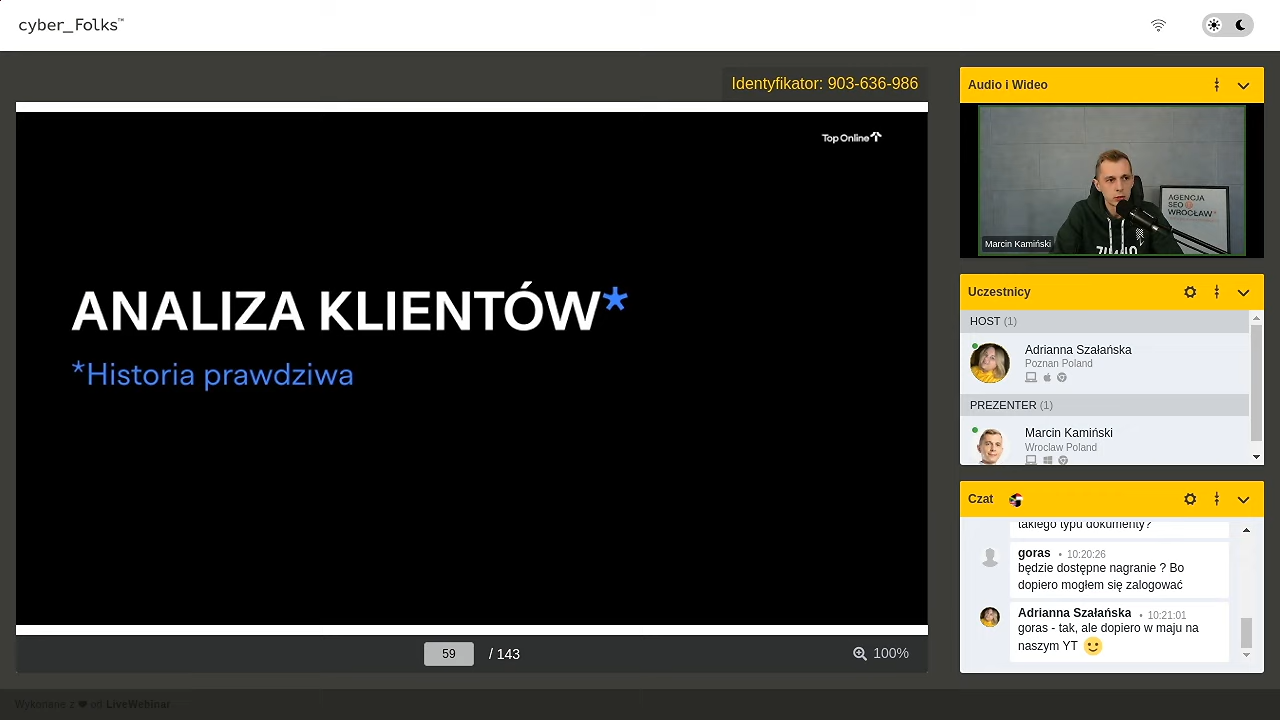 cyber_Folks™
Identyfikator: 903-636-986
Top Online
ANALIZA KLIENTÓW*
*Historia prawdziwa
59 / 143
100%
Audio i Wideo
AGENCJA
SEO
WROCŁAW
Marcin Kamiński
Uczestnicy
HOST (1)
Adrianna Szałańska
Poznan Poland
PREZENTER (1)
Marcin Kamiński
Wroclaw Poland
Czat
takiego typu dokumenty?
goras • 10:20:26
będzie dostępne nagranie ? Bo
dopiero mogłem się zalogować
Adrianna Szałańska • 10:21:01
goras - tak, ale dopiero w maju na
naszym YT 🙂
Wykonane z ❤ od LiveWebinar